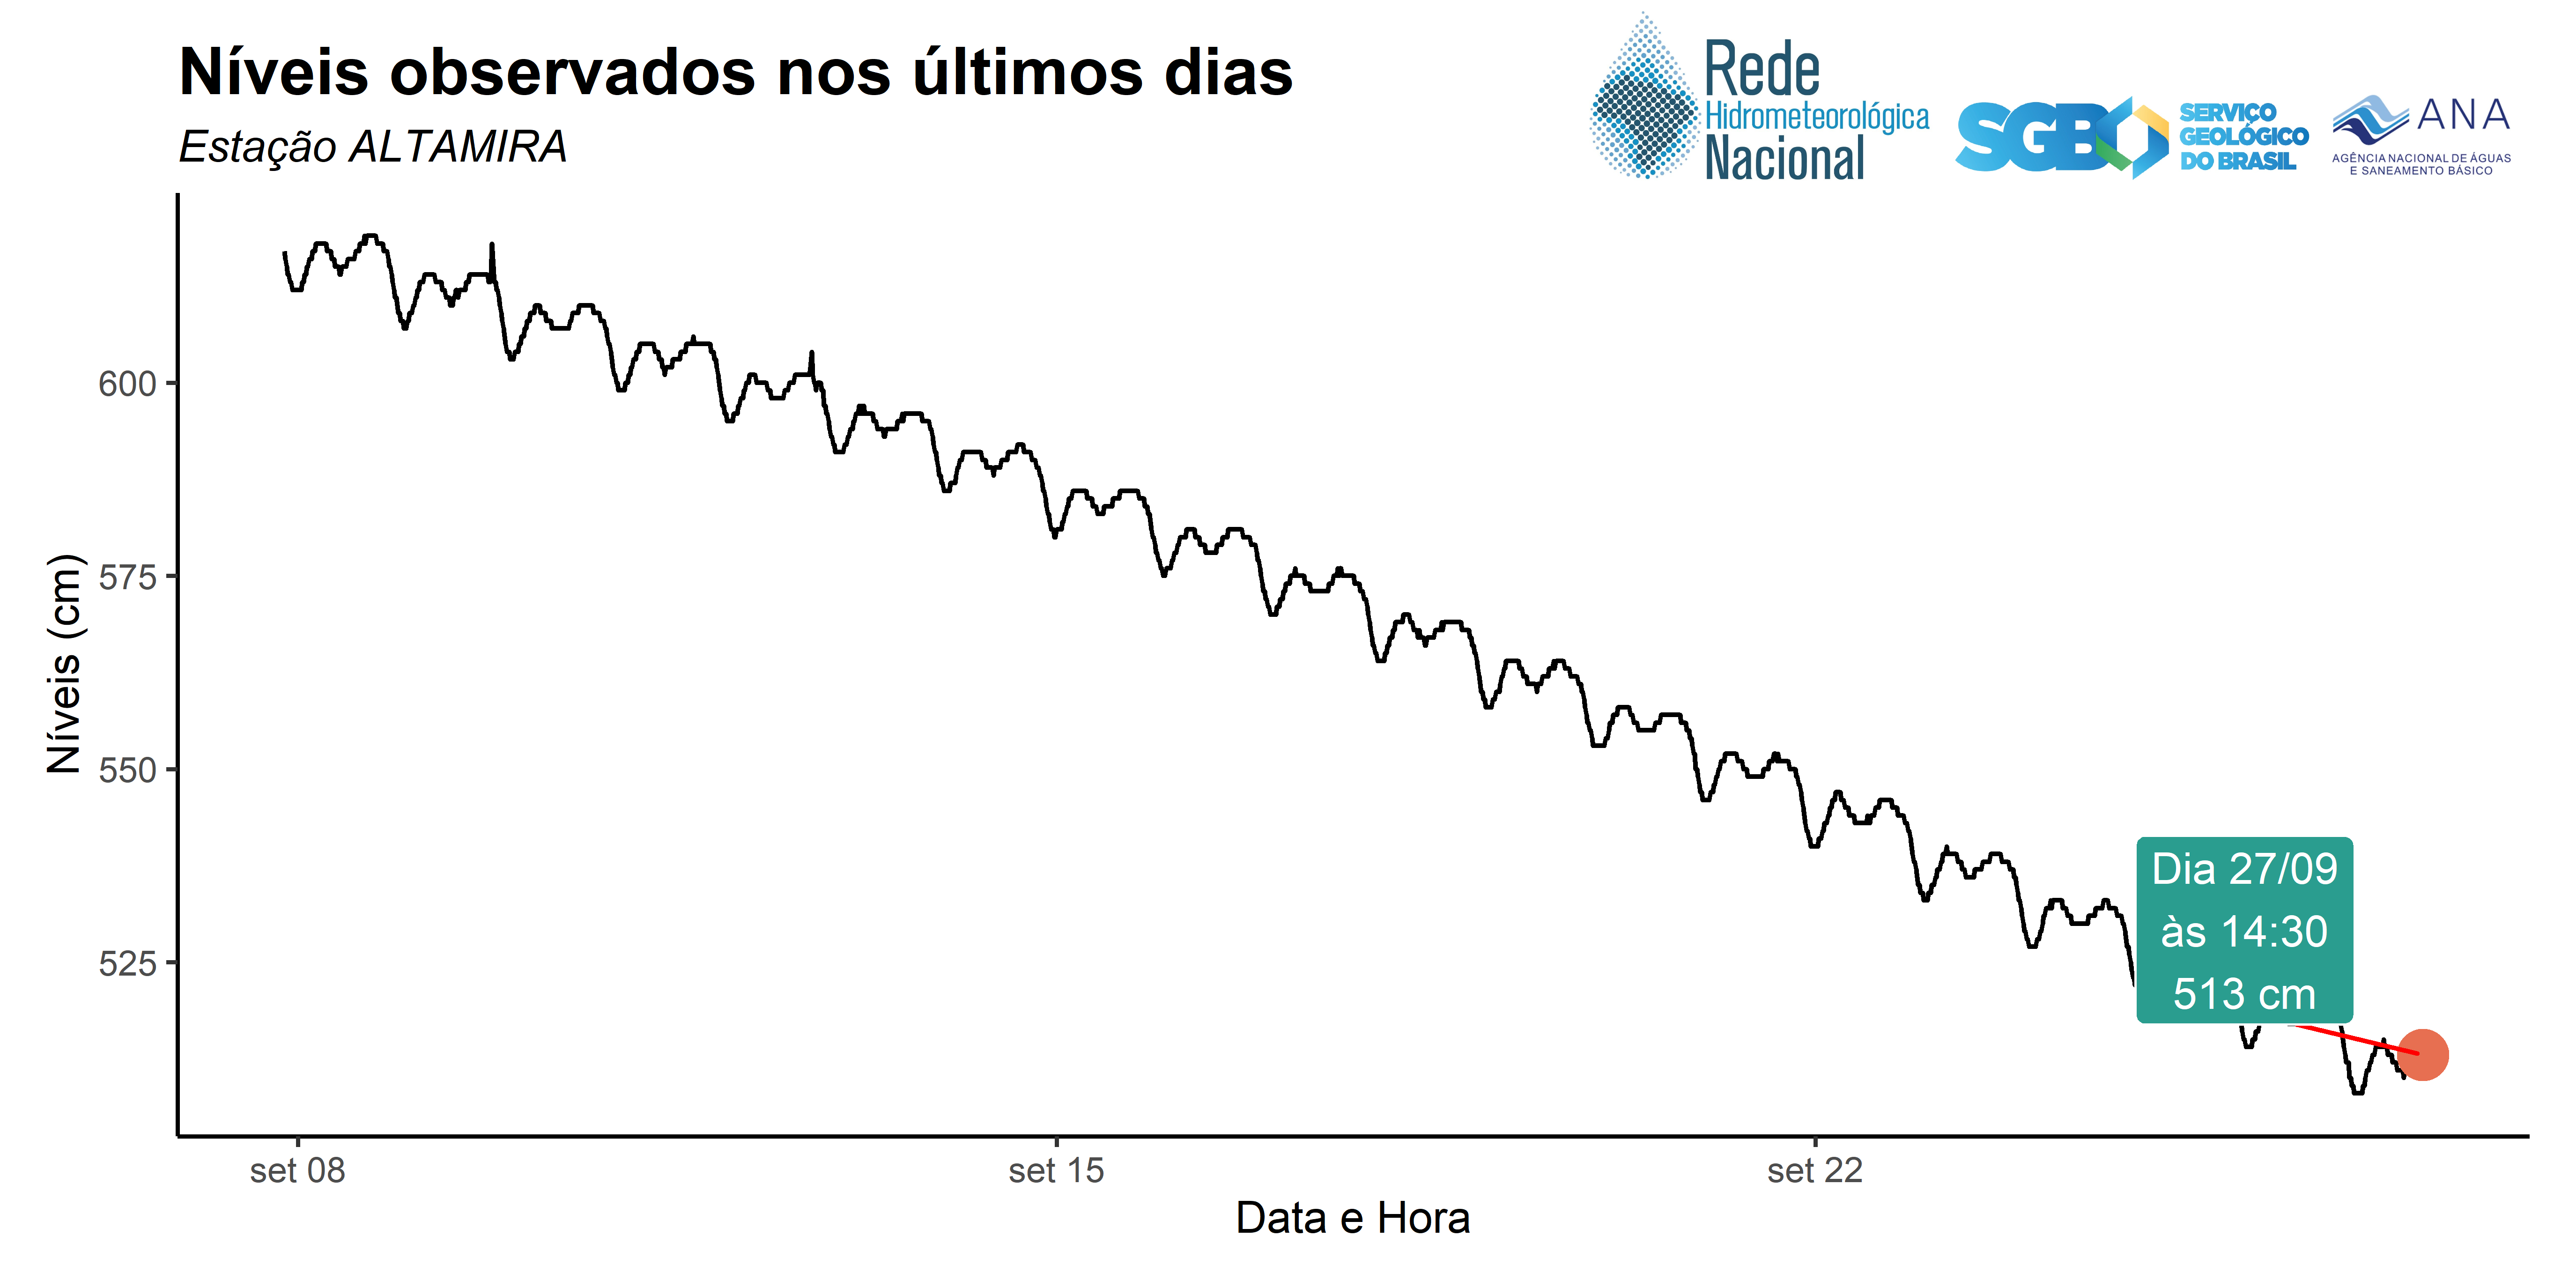 Níveis observados nos últimos dias
Estação ALTAMIRA
Rede
Hidrometeorológica
Nacional
SGB
SERVIÇO
GEOLÓGICO
DO BRASIL
ANA
AGÊNCIA NACIONAL DE ÁGUAS
E SANEAMENTO BÁSICO
Níveis (cm)
600
575
550
525
Dia 27/09
às 14:30
513 cm
set 08
set 15
set 22
Data e Hora